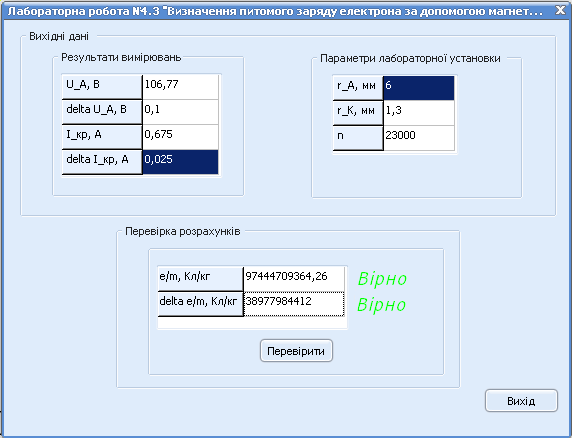 Лабораторна робота N4.3 "Визначення питомого заряду електрона за допомогою магнет...
Вихідні дані
Результати вимірювань
U_A, В 106,77
delta U_A, В 0,1
I_кр, А 0,675
delta I_кр, А 0,025
Параметри лабораторної установки
r_A, мм 6
r_K, мм 1,3
n 23000
Перевірка розрахунків
e/m, Кл/кг 97444709364,26 Вірно
delta e/m, Кл/кг 38977984412 Вірно
Перевірити
Вихід